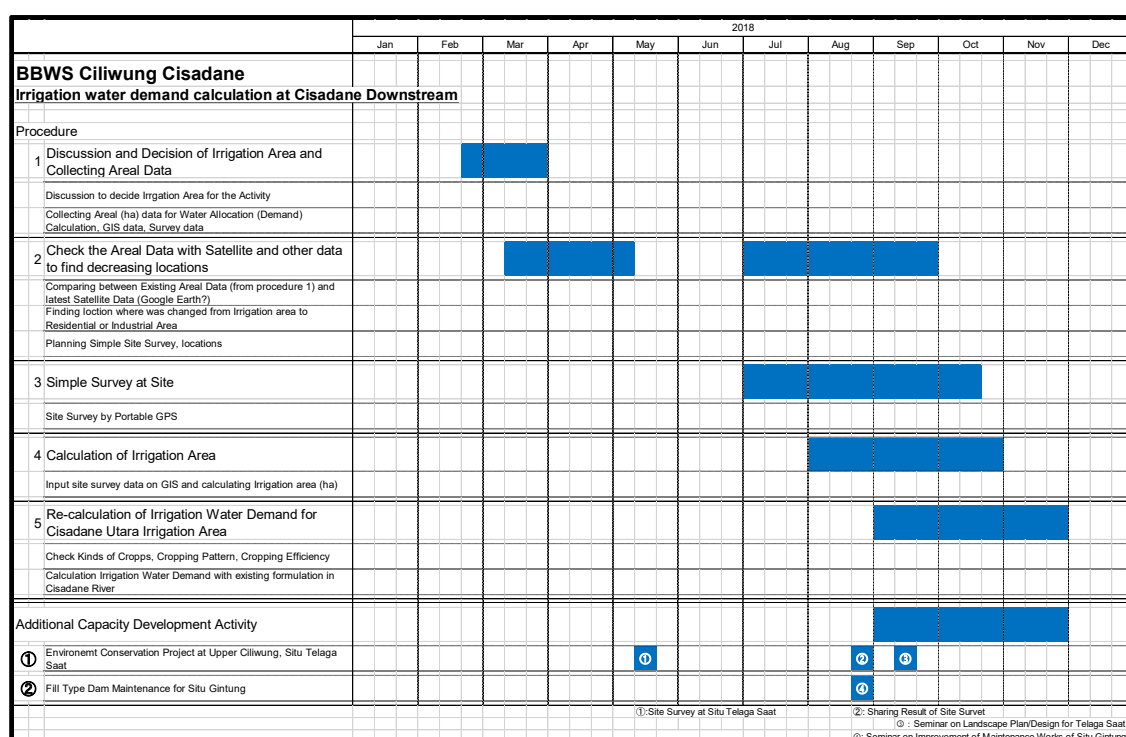 2018
Jan Feb Mar Apr May Jun Jul Aug Sep Oct Nov Dec
BBWS Ciliwung Cisadane
Irrigation water demand calculation at Cisadane Downstream
Procedure
1 Discussion and Decision of Irrigation Area and
Collecting Areal Data
Discussion to decide Irrgation Area for the Activity
Collecting Areal (ha) data for Water Allocation (Demand)
Calculation, GIS data, Survey data
2 Check the Areal Data with Satellite and other data
to find decreasing locations
Comparing between Existing Areal Data (from procedure 1) and
latest Satellite Data (Google Earth?)
Finding loction where was changed from Irrigation area to
Residential or Industrial Area
Planning Simple Site Survey, locations
3 Simple Survey at Site
Site Survey by Portable GPS
4 Calculation of Irrigation Area
Input site survey data on GIS and calculating Irrigation area (ha)
5 Re-calculation of Irrigation Water Demand for
Cisadane Utara Irrigation Area
Check Kinds of Cropps, Cropping Pattern, Cropping Efficiency
Calculation Irrigation Water Demand with existing formulation in
Cisadane River
Additional Capacity Development Activity
① Environemt Conservation Project at Upper Ciliwung, Situ Telaga
Saat
① ② ③
② Fill Type Dam Maintenance for Situ Gintung
④
①:Site Survey at Situ Telaga Saat ②: Sharing Result of Site Survet
③ : Seminar on Landscape Plan/Design for Telaga Saat
④: Seminar on Improvement of Maintenance Works of Situ Gintung